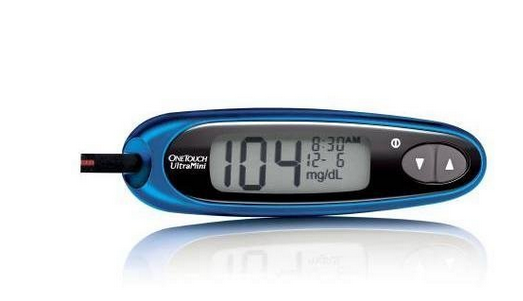 ONETOUCH
UltraMini
104
8:30AM
12- 6
mg/dL